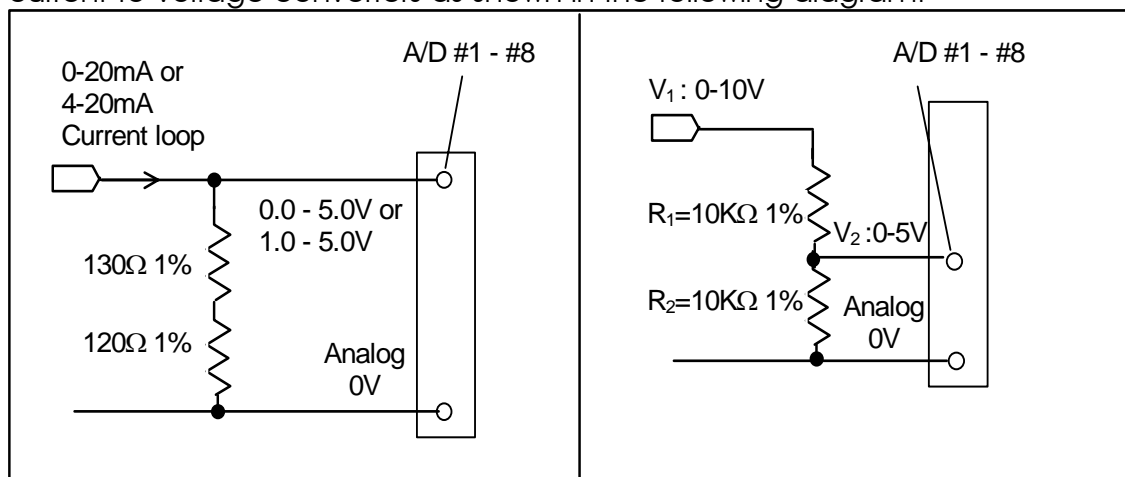 current-to-voltage converters as shown in the following diagram:
0-20mA or
4-20mA
Current loop
A/D #1 - #8
0.0 - 5.0V or
1.0 - 5.0V
130Ω 1%
120Ω 1%
Analog
0V
A/D #1 - #8
V₁ : 0-10V
R₁=10KΩ 1%
V₂ :0-5V
R₂=10KΩ 1%
Analog
0V